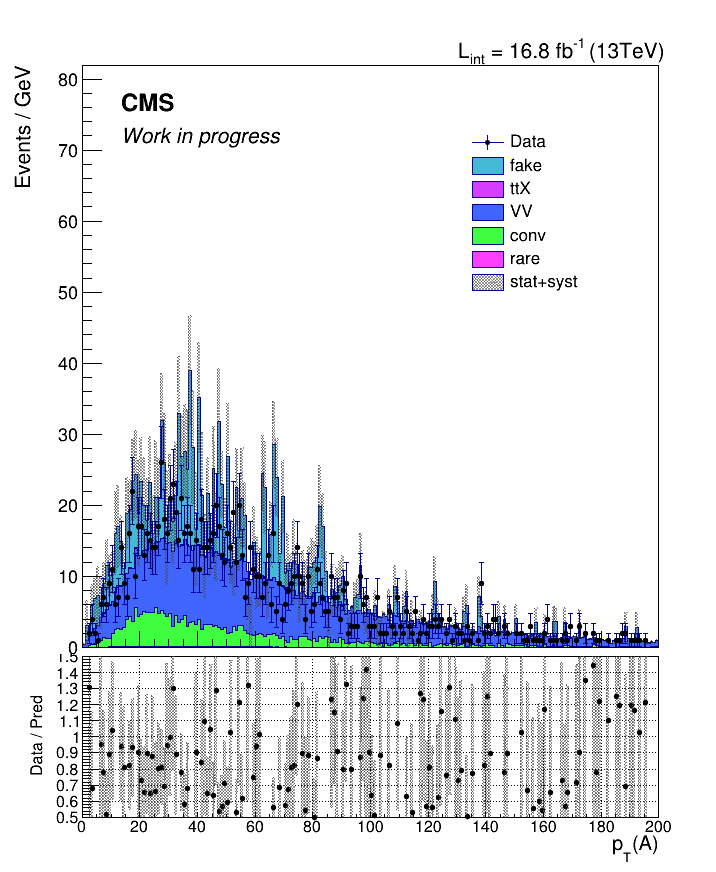 L_int = 16.8 fb^-1 (13TeV)
Events / GeV
80
70
60
50
40
30
20
10
0
CMS
Work in progress
Data
fake
ttX
VV
conv
rare
stat+syst
Data / Pred
1.5
1.4
1.3
1.2
1.1
1
0.9
0.8
0.7
0.6
0.5
0 20 40 60 80 100 120 140 160 180 200
p_T(A)